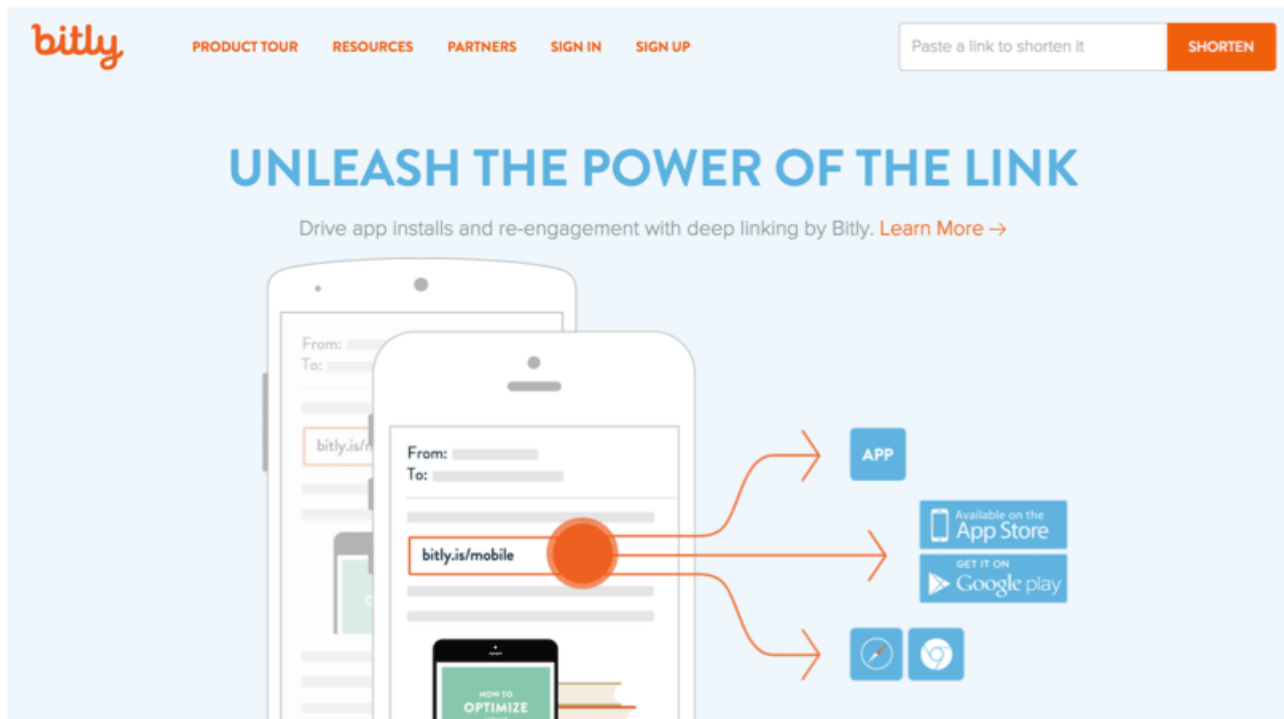 bitly
PRODUCT TOUR RESOURCES PARTNERS SIGN IN SIGN UP
Paste a link to shorten it
SHORTEN
UNLEASH THE POWER OF THE LINK
Drive app installs and re-engagement with deep linking by Bitly. Learn More →
From:
To:
bitly.is/
From:
To:
bitly.is/mobile
HOW TO
OPTIMIZE
APP
Available on the
App Store
GET IT ON
Google play